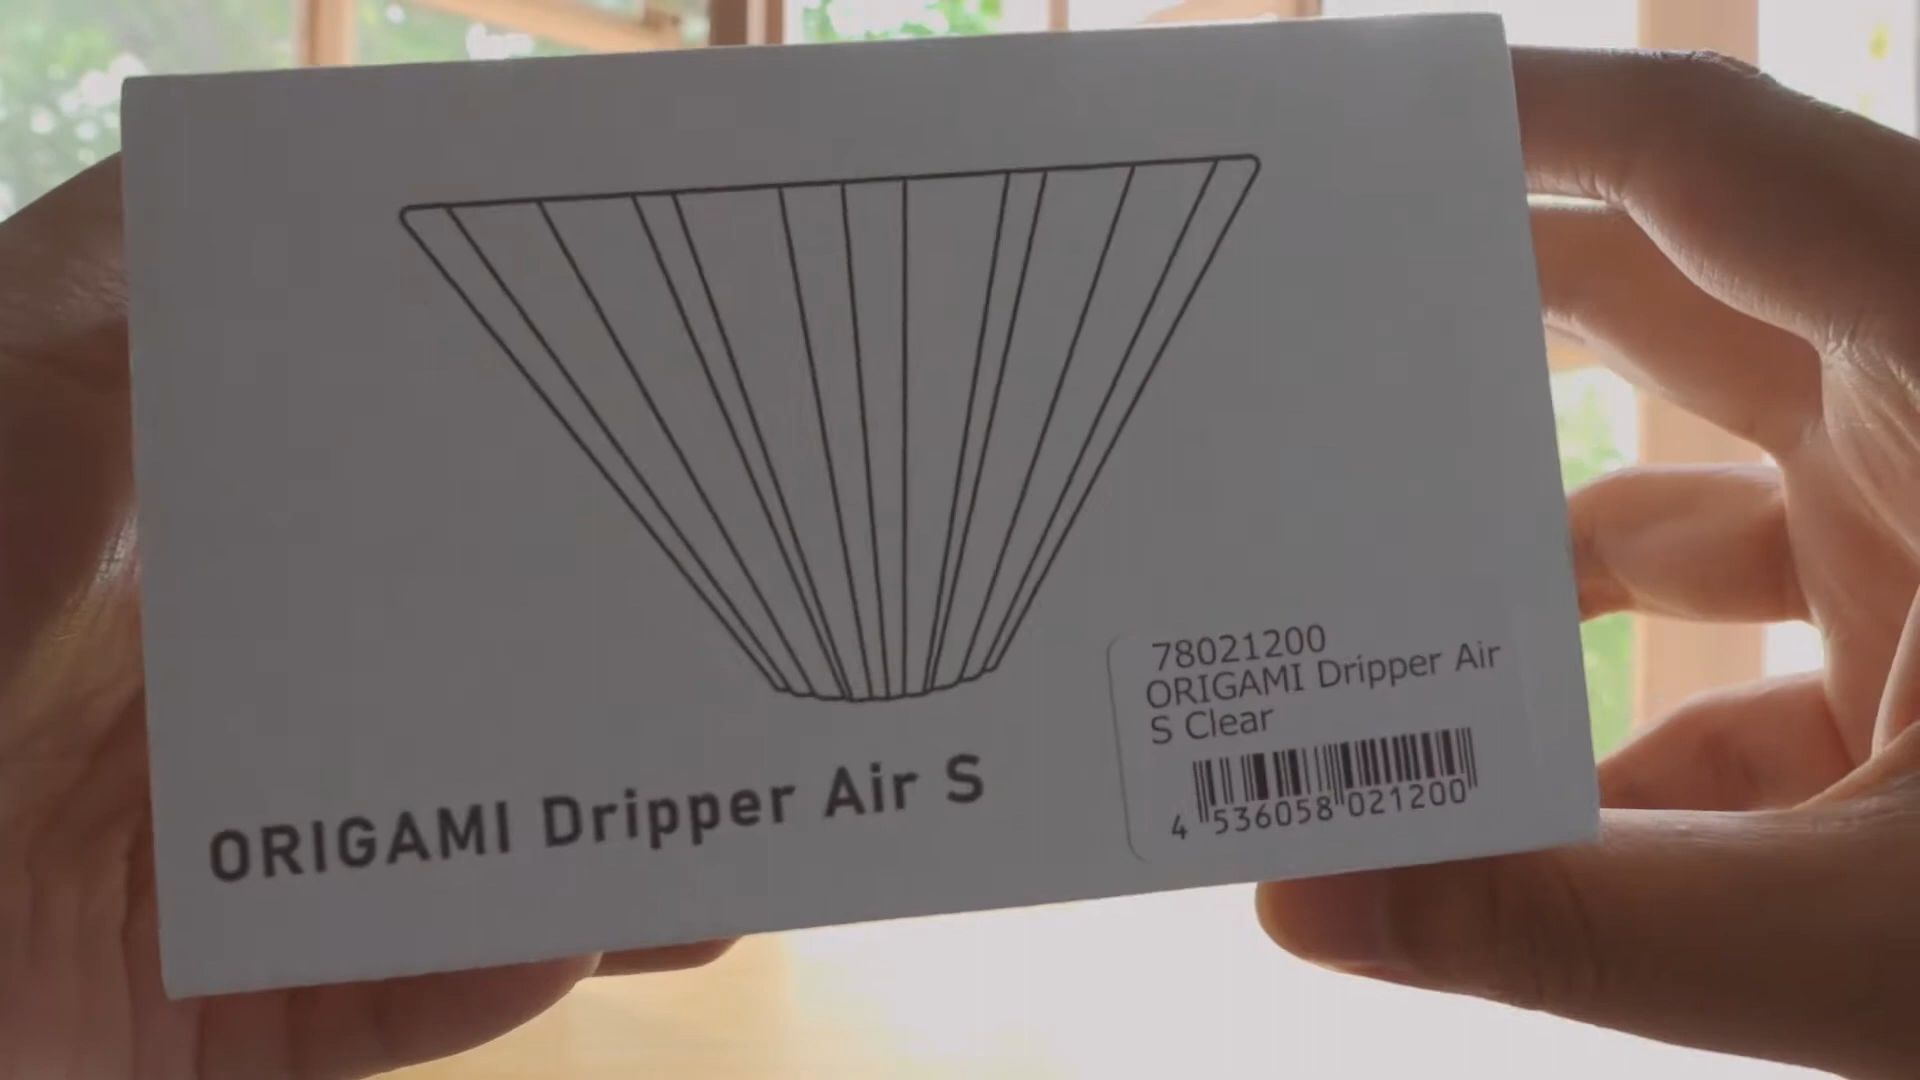 ORIGAMI Dripper Air S
78021200
ORIGAMI Dripper Air
S Clear
4 536058 021200